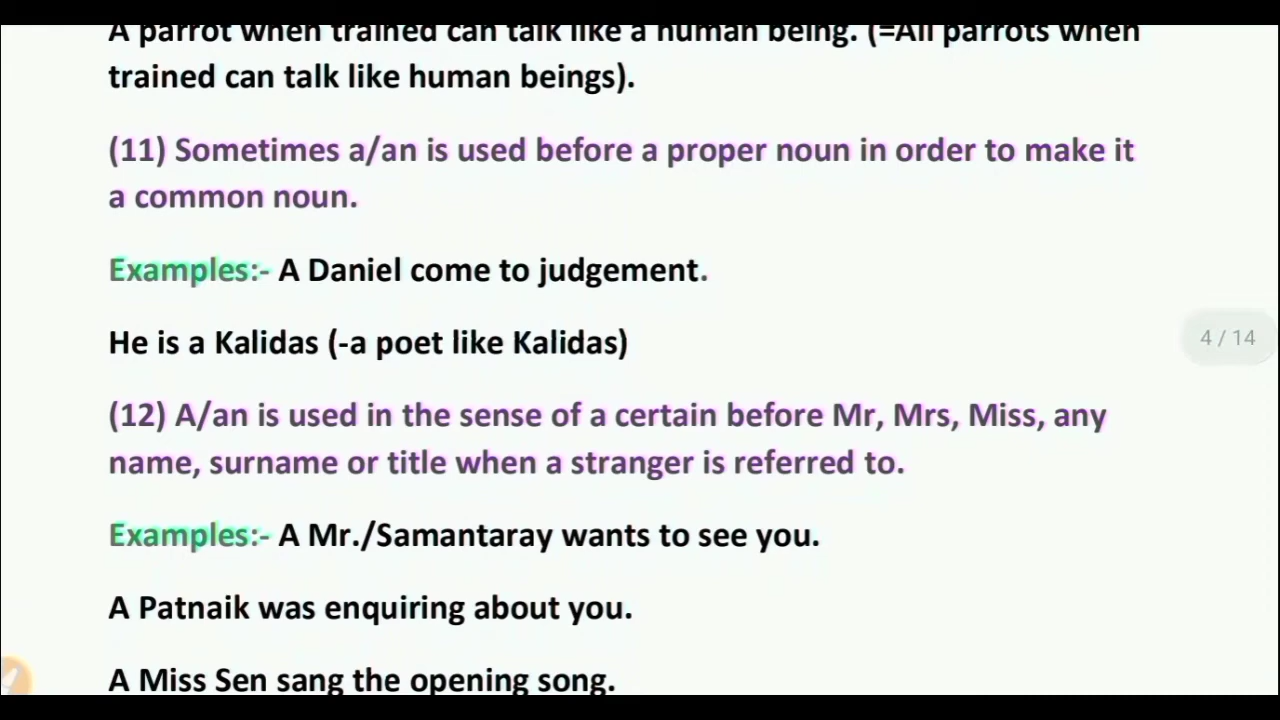 A parrot when trained can talk like a human being. (=All parrots when
trained can talk like human beings).
(11) Sometimes a/an is used before a proper noun in order to make it
a common noun.
Examples:- A Daniel come to judgement.
He is a Kalidas (-a poet like Kalidas)
4 / 14
(12) A/an is used in the sense of a certain before Mr, Mrs, Miss, any
name, surname or title when a stranger is referred to.
Examples:- A Mr./Samantaray wants to see you.
A Patnaik was enquiring about you.
A Miss Sen sang the opening song.